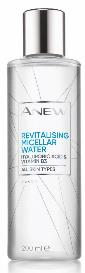 ANEW
REVITALISING
MICELLAR
WATER
HYALURONIC ACID &
VITAMIN B3
ALL SKIN TYPES
200 ml e